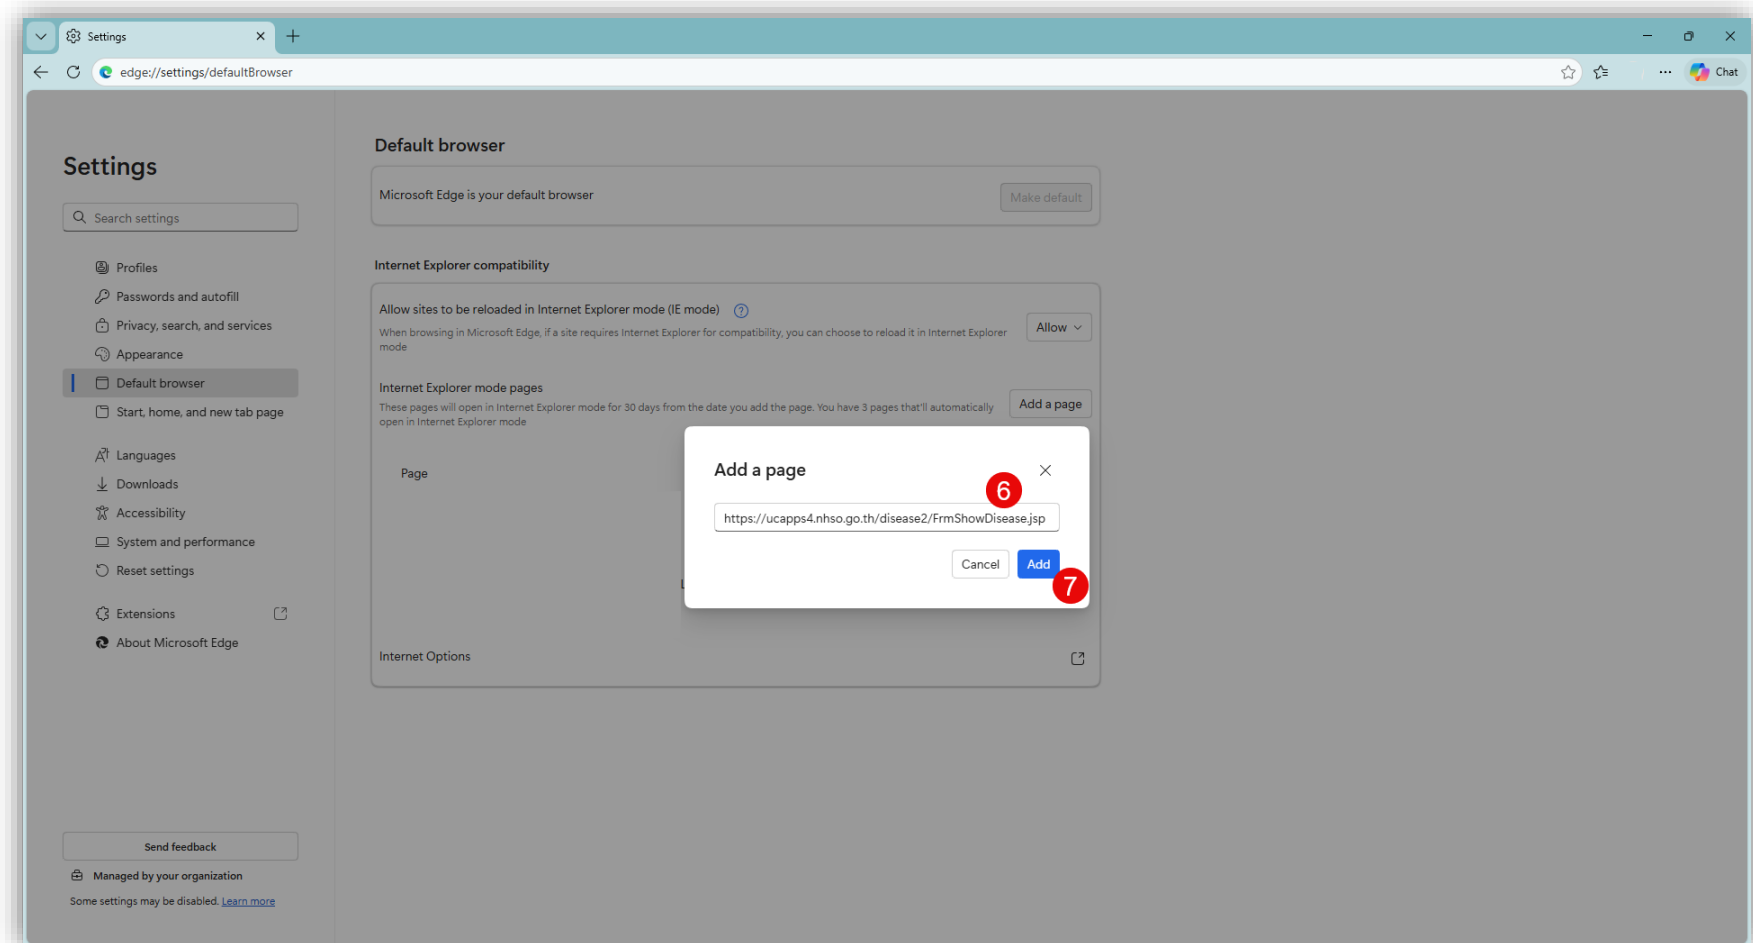 Settings
edge://settings/defaultBrowser
Chat
Settings
Search settings
Profiles
Passwords and autofill
Privacy, search, and services
Appearance
Default browser
Start, home, and new tab page
Languages
Downloads
Accessibility
System and performance
Reset settings
Extensions
About Microsoft Edge
Send feedback
Managed by your organization
Some settings may be disabled. Learn more
Default browser
Microsoft Edge is your default browser
Make default
Internet Explorer compatibility
Allow sites to be reloaded in Internet Explorer mode (IE mode)
When browsing in Microsoft Edge, if a site requires Internet Explorer for compatibility, you can choose to reload it in Internet Explorer
mode
Allow
Internet Explorer mode pages
These pages will open in Internet Explorer mode for 30 days from the date you add the page. You have 3 pages that'll automatically
open in Internet Explorer mode
Add a page
Page
Add a page
6
https://ucapps4.nhso.go.th/disease2/FrmShowDisease.jsp
Cancel
Add
7
Internet Options